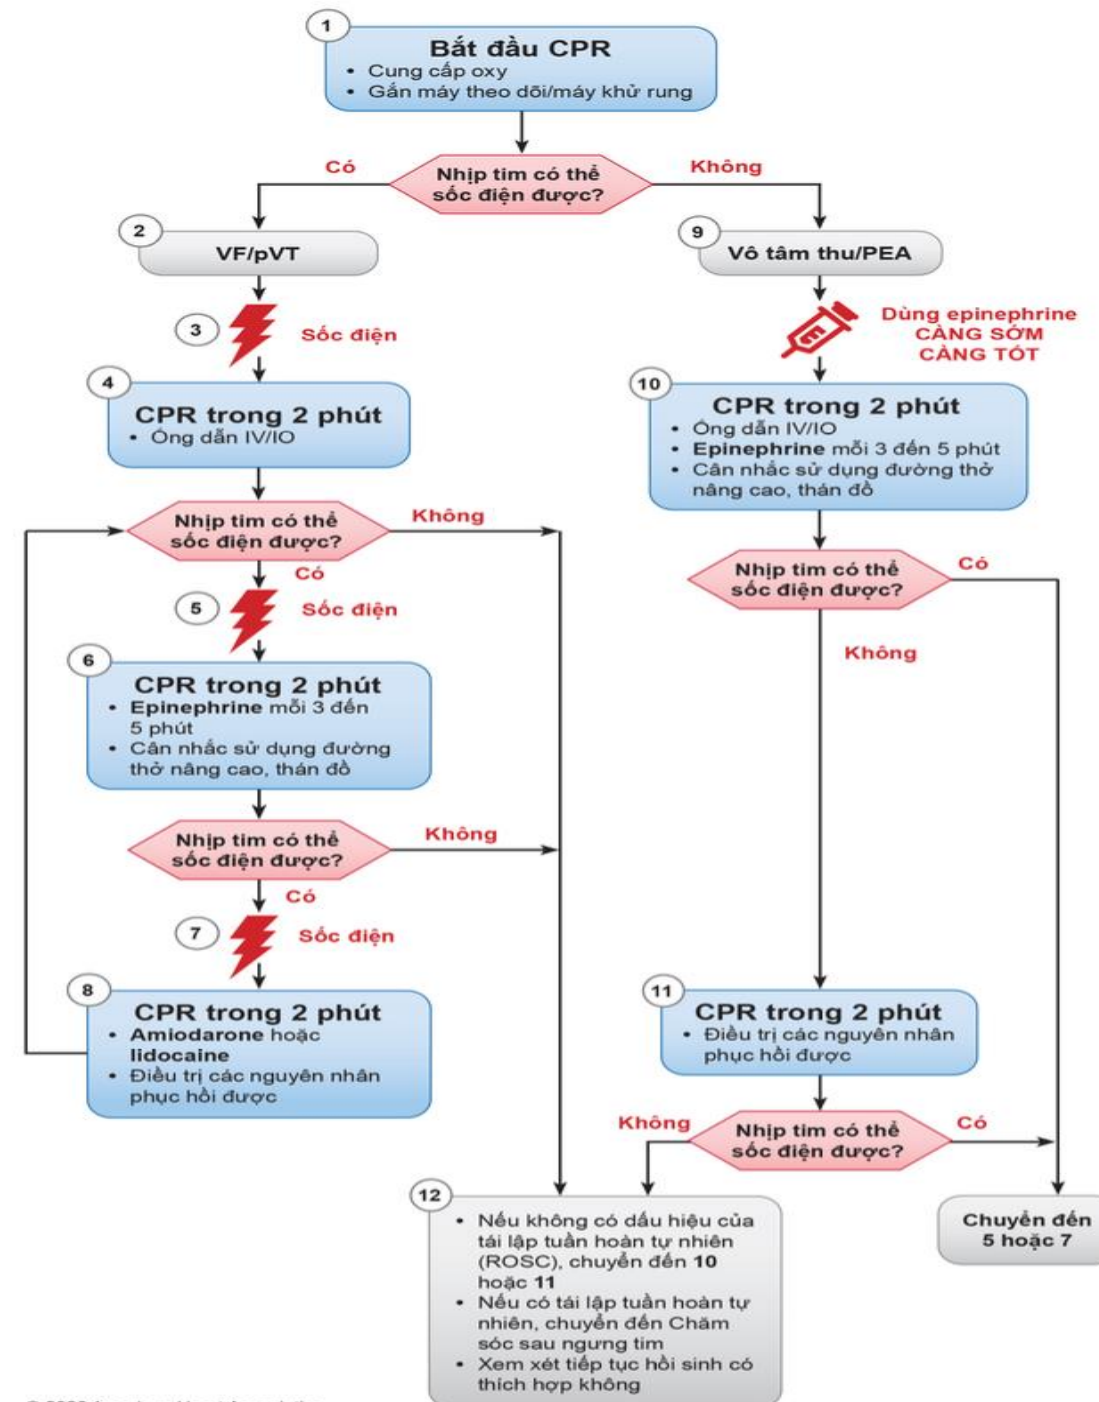 1
Bắt đầu CPR
• Cung cấp oxy
• Gắn máy theo dõi/máy khử rung
Nhịp tim có thể
sốc điện được?
Có
Không
2
VF/pVT
3
Sốc điện
4
CPR trong 2 phút
• Ống dẫn IV/IO
Nhịp tim có thể
sốc điện được?
Không
Có
5
Sốc điện
6
CPR trong 2 phút
• Epinephrine mỗi 3 đến
5 phút
• Cân nhắc sử dụng đường
thở nâng cao, thán đồ
Nhịp tim có thể
sốc điện được?
Không
Có
7
Sốc điện
8
CPR trong 2 phút
• Amiodarone hoặc
lidocaine
• Điều trị các nguyên nhân
phục hồi được
9
Vô tâm thu/PEA
E
Dùng epinephrine
CÀNG SỚM
CÀNG TỐT
10
CPR trong 2 phút
• Ống dẫn IV/IO
• Epinephrine mỗi 3 đến 5 phút
• Cân nhắc sử dụng đường thở
nâng cao, thán đồ
Nhịp tim có thể
sốc điện được?
Có
Không
11
CPR trong 2 phút
• Điều trị các nguyên nhân
phục hồi được
Nhịp tim có thể
sốc điện được?
Không
Có
12
• Nếu không có dấu hiệu của
tái lập tuần hoàn tự nhiên
(ROSC), chuyển đến 10
hoặc 11
• Nếu có tái lập tuần hoàn tự
nhiên, chuyển đến Chăm
sóc sau ngưng tim
• Xem xét tiếp tục hồi sinh có
thích hợp không
Chuyển đến
5 hoặc 7